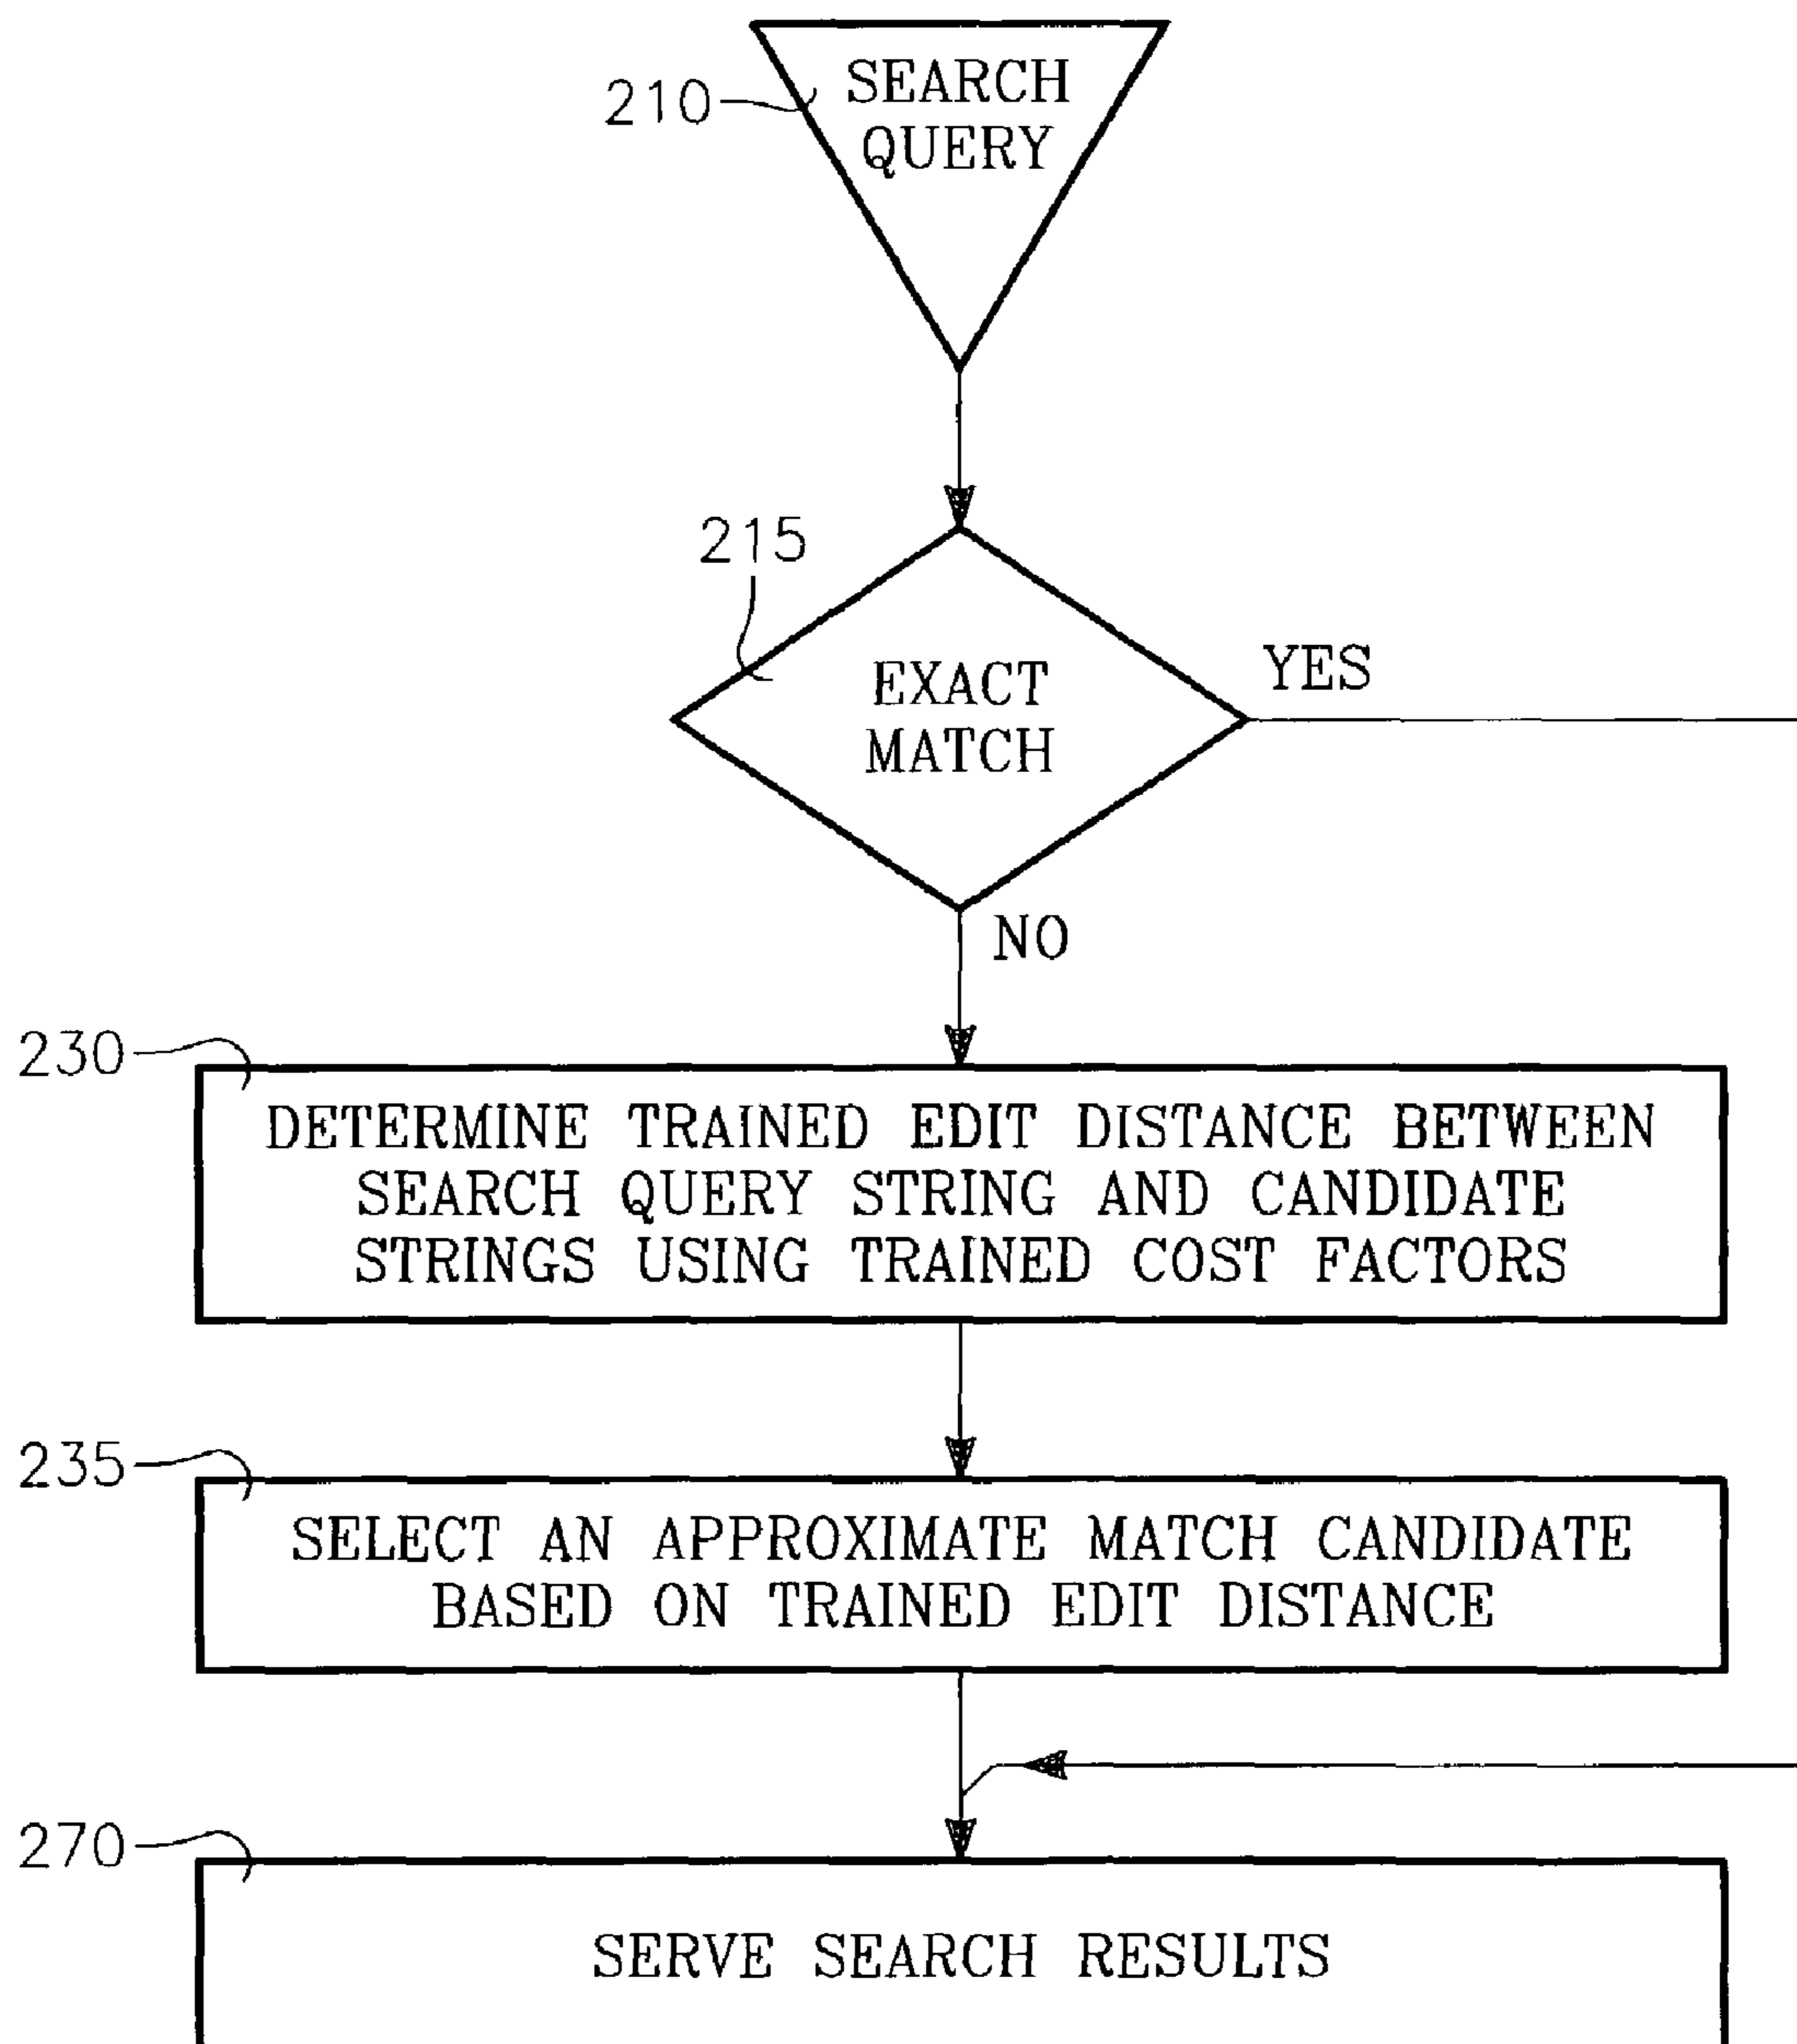 210
SEARCH
QUERY
215
EXACT
MATCH
YES
NO
230
DETERMINE TRAINED EDIT DISTANCE BETWEEN
SEARCH QUERY STRING AND CANDIDATE
STRINGS USING TRAINED COST FACTORS
235
SELECT AN APPROXIMATE MATCH CANDIDATE
BASED ON TRAINED EDIT DISTANCE
270
SERVE SEARCH RESULTS